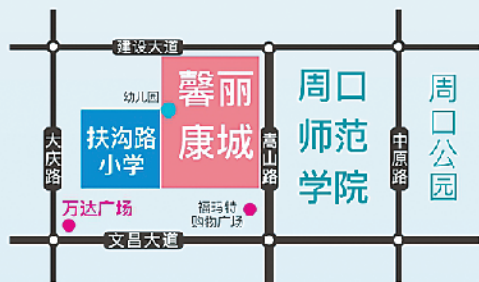 建设大道
幼儿园
馨丽
康城
扶沟路
小学
大庆路
嵩山路
周口
师范
学院
中原路
周口公园
万达广场
福玛特
购物广场
文昌大道